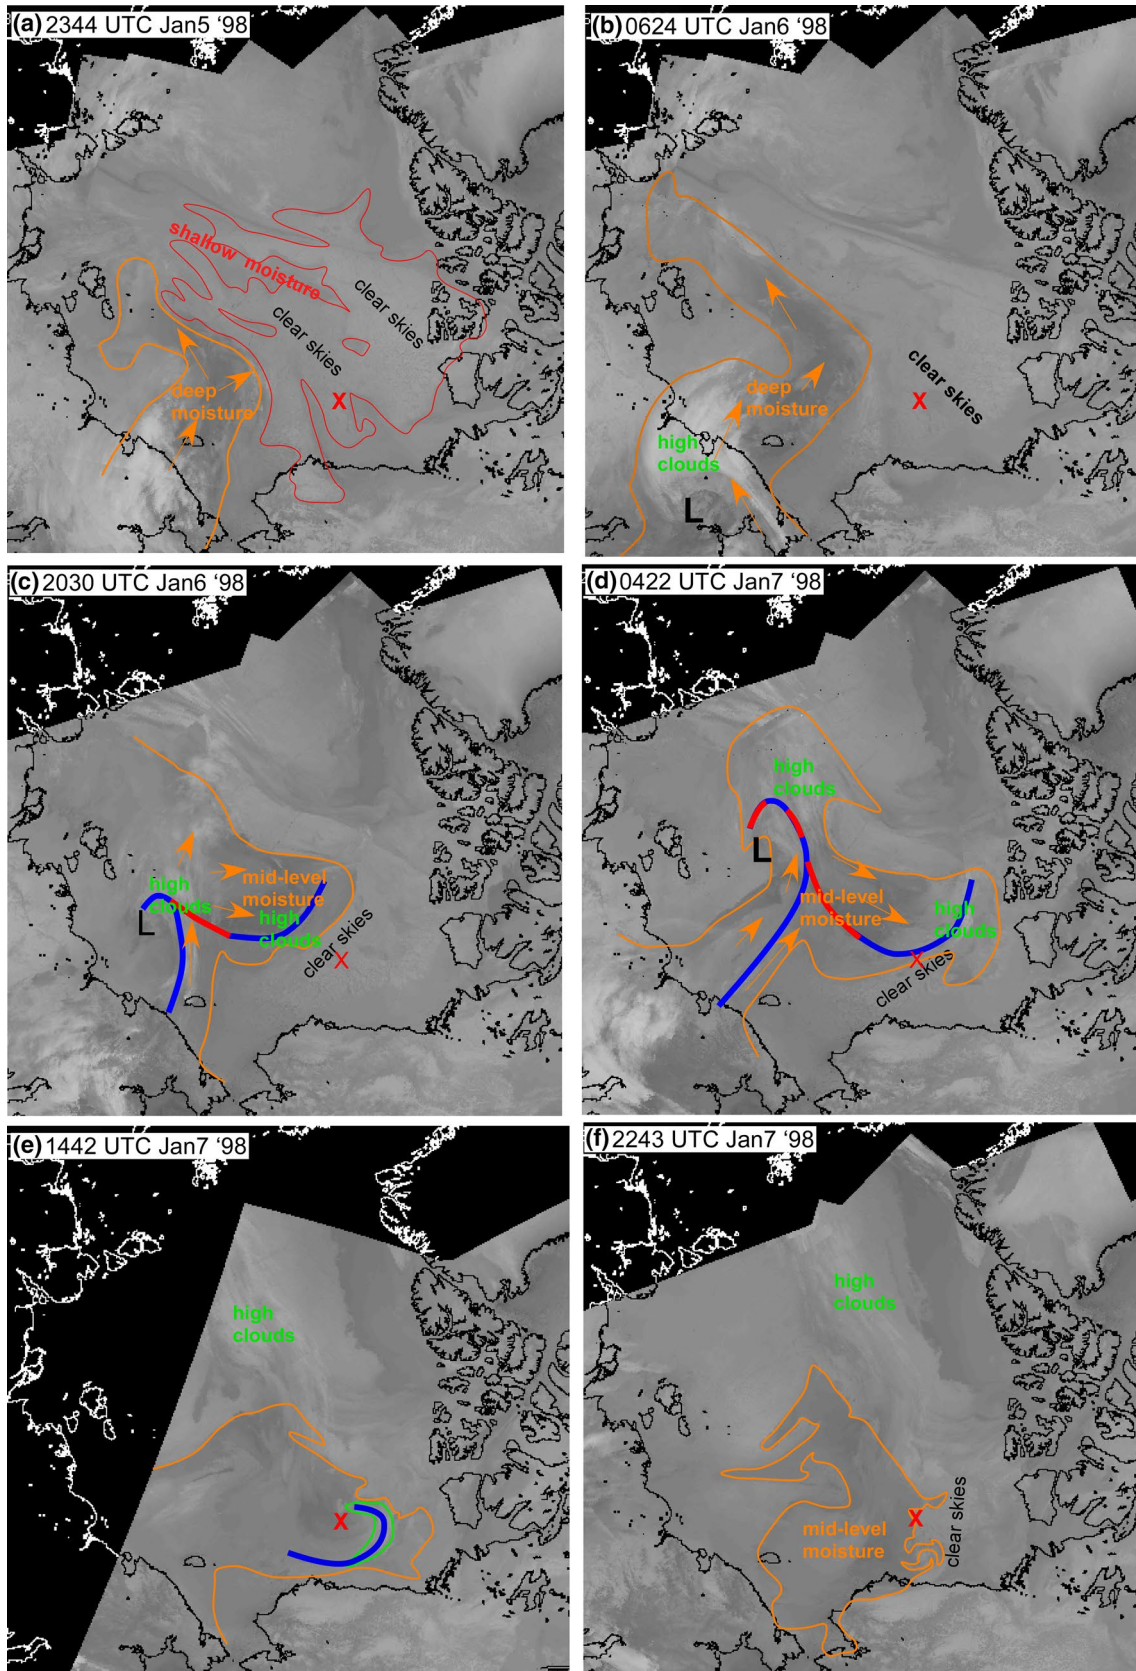 (a) 2344 UTC Jan5 ‘98
shallow moisture
clear skies
clear skies
X
deep
moisture
(b) 0624 UTC Jan6 ‘98
clear skies
X
deep
moisture
high
clouds
L
(c) 2030 UTC Jan6 ‘98
high
clouds
mid-level
moisture
high
clouds
L
clear skies
X
(d) 0422 UTC Jan7 ‘98
high
clouds
L
mid-level
moisture
high
clouds
clear skies
X
(e) 1442 UTC Jan7 ‘98
high
clouds
X
(f) 2243 UTC Jan7 ‘98
high
clouds
X
mid-level
moisture
clear skies